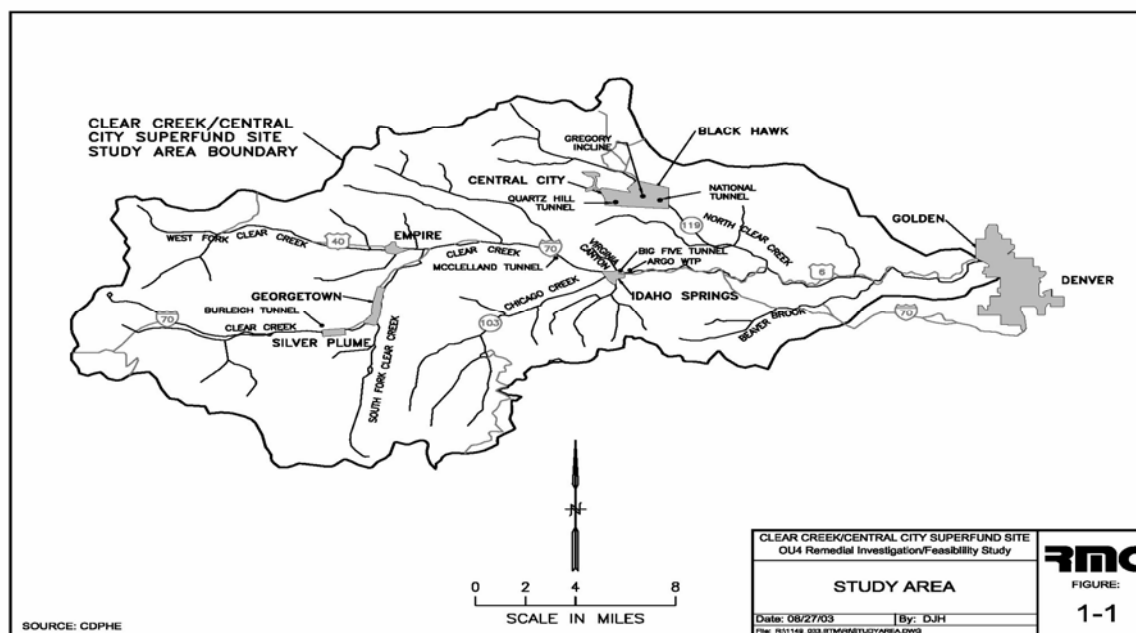 CLEAR CREEK/CENTRAL
CITY SUPERFUND SITE
STUDY AREA BOUNDARY
GREGORY
INCLINE
BLACK HAWK
CENTRAL CITY
QUARTZ HILL
TUNNEL
NATIONAL
TUNNEL
119
NORTH CLEAR CREEK
GOLDEN
DENVER
WEST FORK CLEAR CREEK
40
EMPIRE
CLEAR CREEK
70
MCCLELLAND TUNNEL
VIRGINIA
CANYON
BIG FIVE TUNNEL
ARGO WTP
6
IDAHO SPRINGS
CHICAGO CREEK
103
GEORGETOWN
BURLEIGH TUNNEL
70
CLEAR CREEK
SILVER PLUME
SOUTH FORK CLEAR CREEK
BEAVER BROOK
70
N
0 2 4 6 8
SCALE IN MILES
SOURCE: CDPHE
CLEAR CREEK/CENTRAL CITY SUPERFUND SITE
OU4 Remedial Investigation/Feasiblility Study
STUDY AREA
Date: 08/27/03 By: DJH
RMC
FIGURE:
1-1